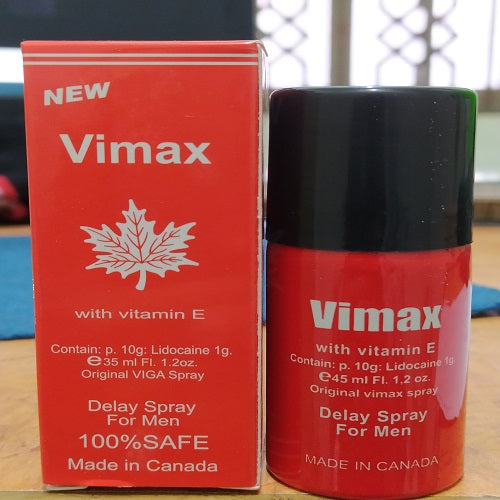 NEW
Vimax
with vitamin E
Contain: p. 10g: Lidocaine 1g.
e35 ml Fl. 1.2oz.
Original VIGA Spray
Delay Spray
For Men
100%SAFE
Made in Canada
Vimax
with vitamin E
Contain: p. 10g: Lidocaine 1g.
e45 ml Fl. 1,2 oz.
Original vimax spray
Delay Spray
For Men
MADE IN CANADA